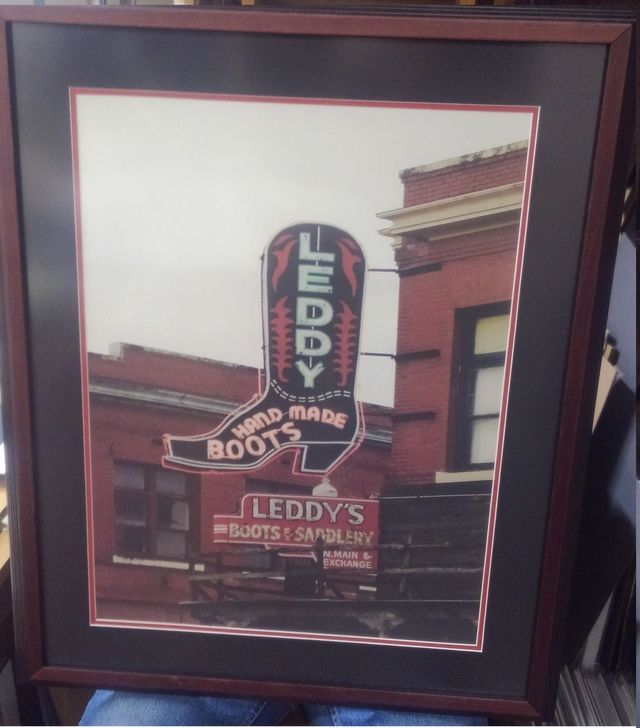 LEDDY
HAND MADE
BOOTS
LEDDY'S
BOOTS & SADDLERY
N.MAIN &
EXCHANGE